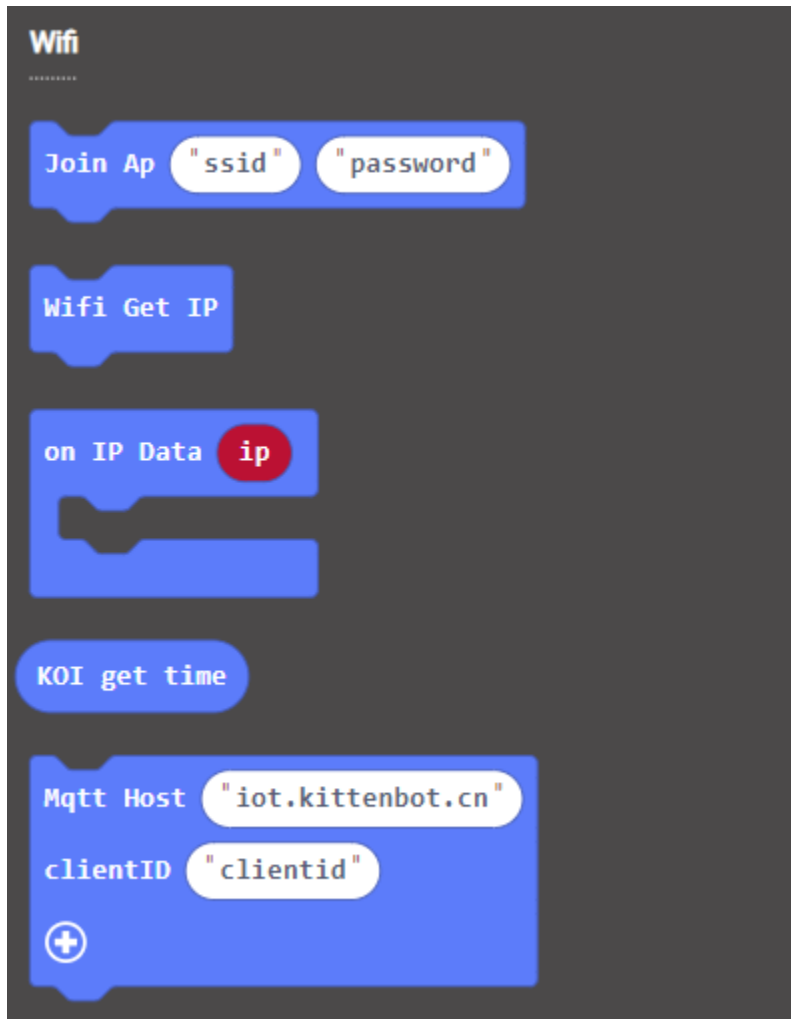 Wifi
Join Ap "ssid" "password"
Wifi Get IP
on IP Data ip
KOI get time
Mqtt Host "iot.kittenbot.cn"
clientID "clientid"